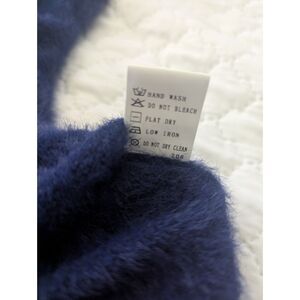 HAND WASH
DO NOT BLEACH
FLAT DRY
LOW IRON
DO NOT DRY CLEAN